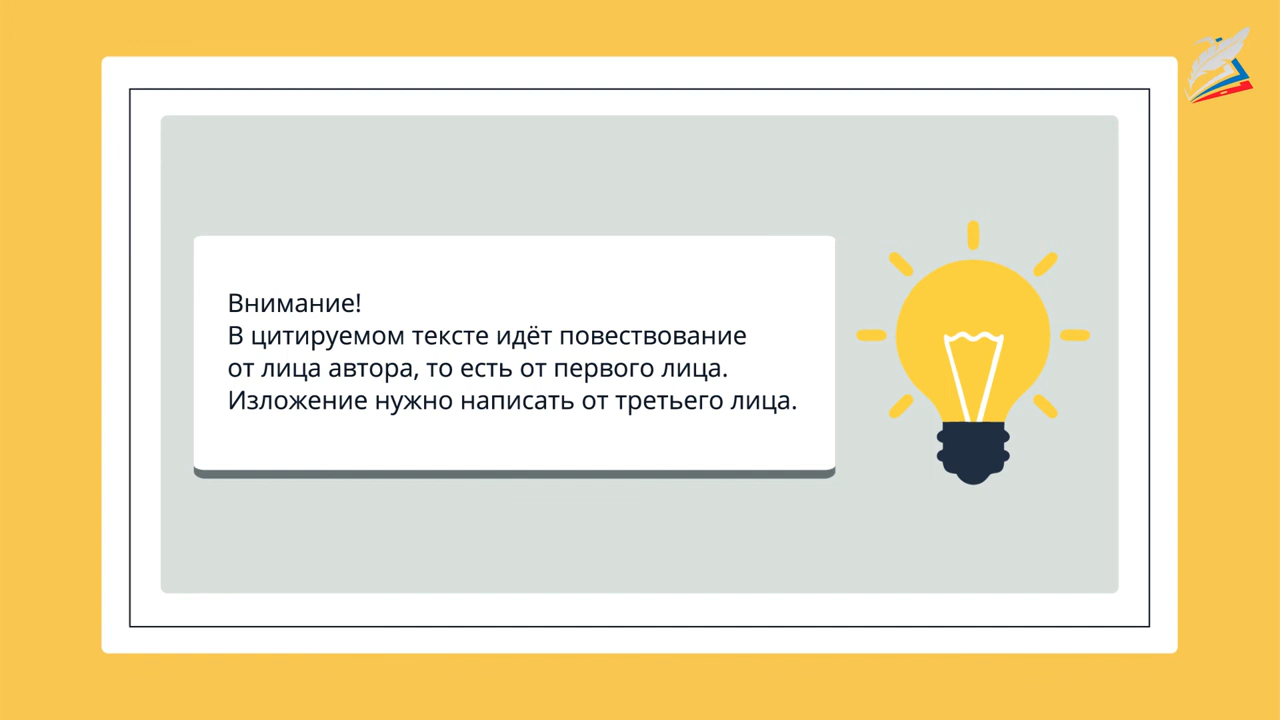 Внимание!
В цитируемом тексте идёт повествование
от лица автора, то есть от первого лица.
Изложение нужно написать от третьего лица.